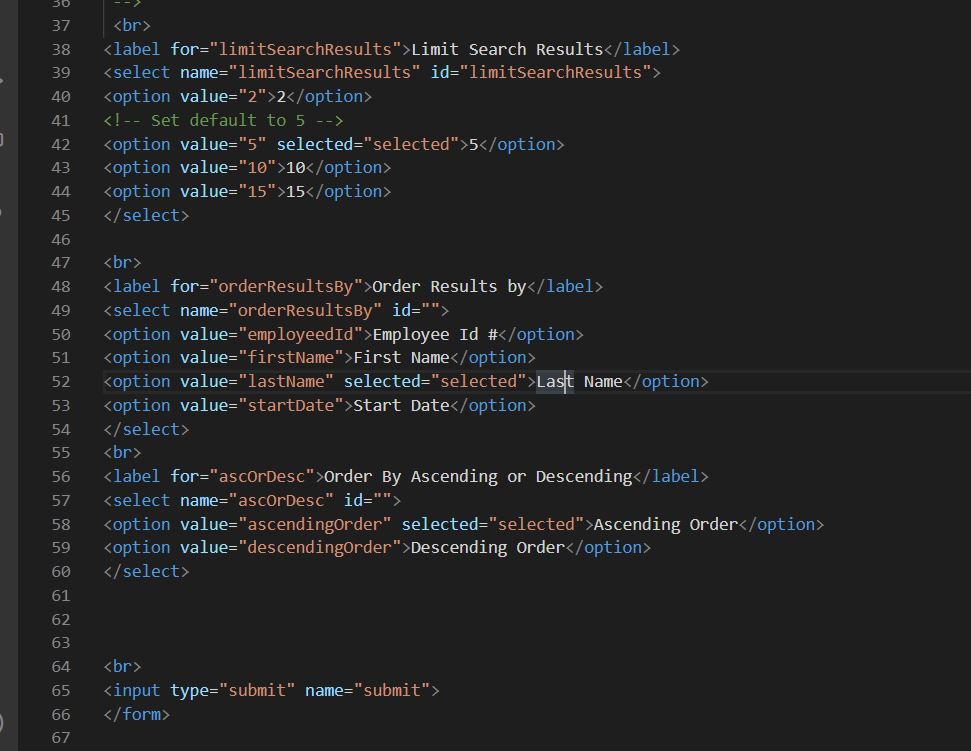 36 -->
37 <br>
38 <label for="limitSearchResults">Limit Search Results</label>
39 <select name="limitSearchResults" id="limitSearchResults">
40 <option value="2">2</option>
41 <!-- Set default to 5 -->
42 <option value="5" selected="selected">5</option>
43 <option value="10">10</option>
44 <option value="15">15</option>
45 </select>
46
47 <br>
48 <label for="orderResultsBy">Order Results by</label>
49 <select name="orderResultsBy" id="">
50 <option value="employeedId">Employee Id #</option>
51 <option value="firstName">First Name</option>
52 <option value="lastName" selected="selected">Last Name</option>
53 <option value="startDate">Start Date</option>
54 </select>
55 <br>
56 <label for="ascOrDesc">Order By Ascending or Descending</label>
57 <select name="ascOrDesc" id="">
58 <option value="ascendingOrder" selected="selected">Ascending Order</option>
59 <option value="descendingOrder">Descending Order</option>
60 </select>
61
62
63
64 <br>
65 <input type="submit" name="submit">
66 </form>
67